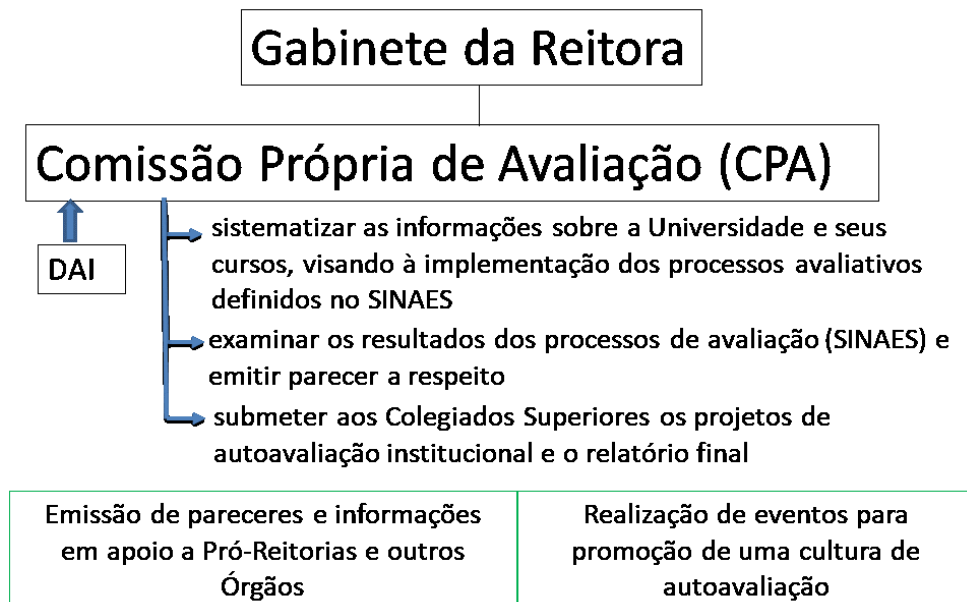 Gabinete da Reitora
Comissão Própria de Avaliação (CPA)
DAI
sistematizar as informações sobre a Universidade e seus
cursos, visando à implementação dos processos avaliativos
definidos no SINAES
examinar os resultados dos processos de avaliação (SINAES) e
emitir parecer a respeito
submeter aos Colegiados Superiores os projetos de
autoavaliação institucional e o relatório final
Emissão de pareceres e informações
em apoio a Pró-Reitorias e outros
Órgãos
Realização de eventos para
promoção de uma cultura de
autoavaliação